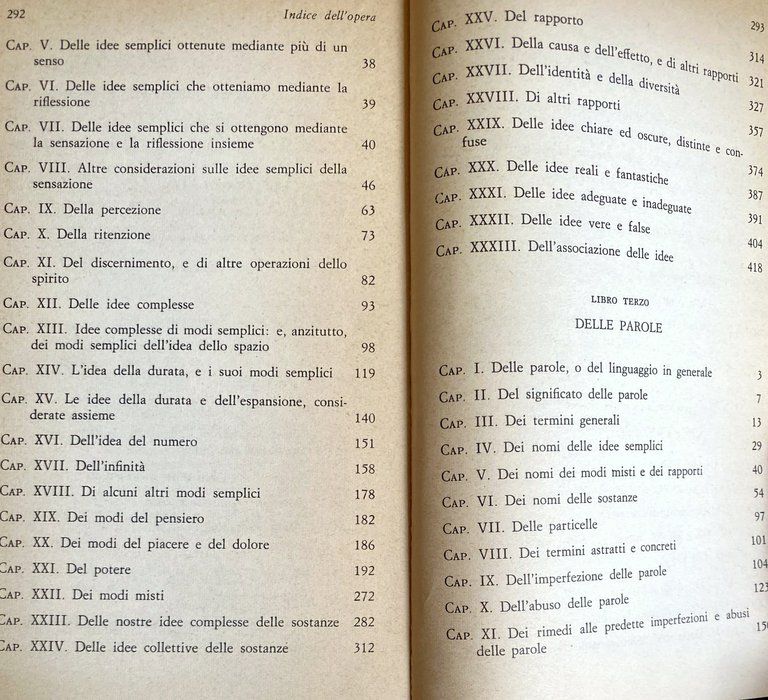 292 Indice dell'opera
CAP. V. Delle idee semplici ottenute mediante più di un
senso 38
CAP. VI. Delle idee semplici che otteniamo mediante la
riflessione 39
CAP. VII. Delle idee semplici che si ottengono mediante
la sensazione e la riflessione insieme 40
CAP. VIII. Altre considerazioni sulle idee semplici della
sensazione 46
CAP. IX. Della percezione 63
CAP. X. Della ritenzione 73
CAP. XI. Del discernimento, e di altre operazioni dello
spirito 82
CAP. XII. Delle idee complesse 93
CAP. XIII. Idee complesse di modi semplici: e, anzitutto,
dei modi semplici dell'idea dello spazio 98
CAP. XIV. L'idea della durata, e i suoi modi semplici 119
CAP. XV. Le idee della durata e dell'espansione, consi-
derate assieme 140
CAP. XVI. Dell'idea del numero 151
CAP. XVII. Dell'infinità 158
CAP. XVIII. Di alcuni altri modi semplici 178
CAP. XIX. Dei modi del pensiero 182
CAP. XX. Dei modi del piacere e del dolore 186
CAP. XXI. Del potere 192
CAP. XXII. Dei modi misti 272
CAP. XXIII. Delle nostre idee complesse delle sostanze 282
CAP. XXIV. Delle idee collettive delle sostanze 312
293
CAP. XXV. Del rapporto 314
CAP. XXVI. Della causa e dell'effetto, e di altri rapporti 321
CAP. XXVII. Dell'identità e della diversità 327
CAP. XXVIII. Di altri rapporti 357
CAP. XXIX. Delle idee chiare ed oscure, distinte e con-
fuse 374
CAP. XXX. Delle idee reali e fantastiche 387
CAP. XXXI. Delle idee adeguate e inadeguate 391
CAP. XXXII. Delle idee vere e false 404
CAP. XXXIII. Dell'associazione delle idee 418
LIBRO TERZO
DELLE PAROLE
CAP. I. Delle parole, o del linguaggio in generale 3
CAP. II. Del significato delle parole 7
CAP. III. Dei termini generali 13
CAP. IV. Dei nomi delle idee semplici 29
CAP. V. Dei nomi dei modi misti e dei rapporti 40
CAP. VI. Dei nomi delle sostanze 54
CAP. VII. Delle particelle 97
CAP. VIII. Dei termini astratti e concreti 101
CAP. IX. Dell'imperfezione delle parole 104
CAP. X. Dell'abuso delle parole 123
CAP. XI. Dei rimedi alle predette imperfezioni e abusi
delle parole